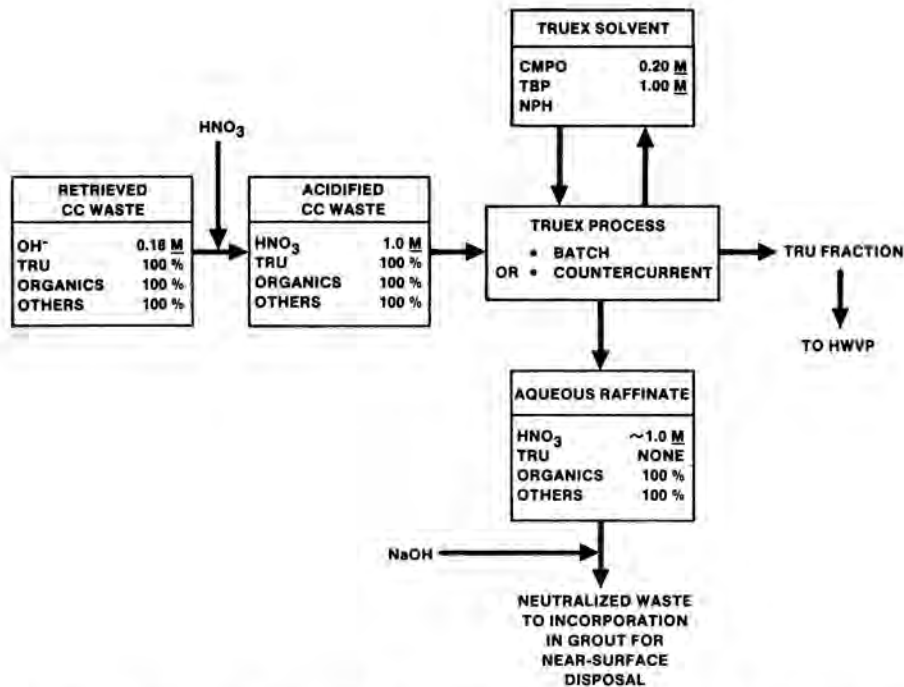 TRUEX SOLVENT
CMPO 0.20 M
TBP 1.00 M
NPH
HNO₃
RETRIEVED
CC WASTE
OH⁻ 0.18 M
TRU 100 %
ORGANICS 100 %
OTHERS 100 %
ACIDIFIED
CC WASTE
HNO₃ 1.0 M
TRU 100 %
ORGANICS 100 %
OTHERS 100 %
TRUEX PROCESS
• BATCH
OR • COUNTERCURRENT
TRU FRACTION
TO HWVP
AQUEOUS RAFFINATE
HNO₃ ~1.0 M
TRU NONE
ORGANICS 100 %
OTHERS 100 %
NaOH
NEUTRALIZED WASTE
TO INCORPORATION
IN GROUT FOR
NEAR-SURFACE
DISPOSAL